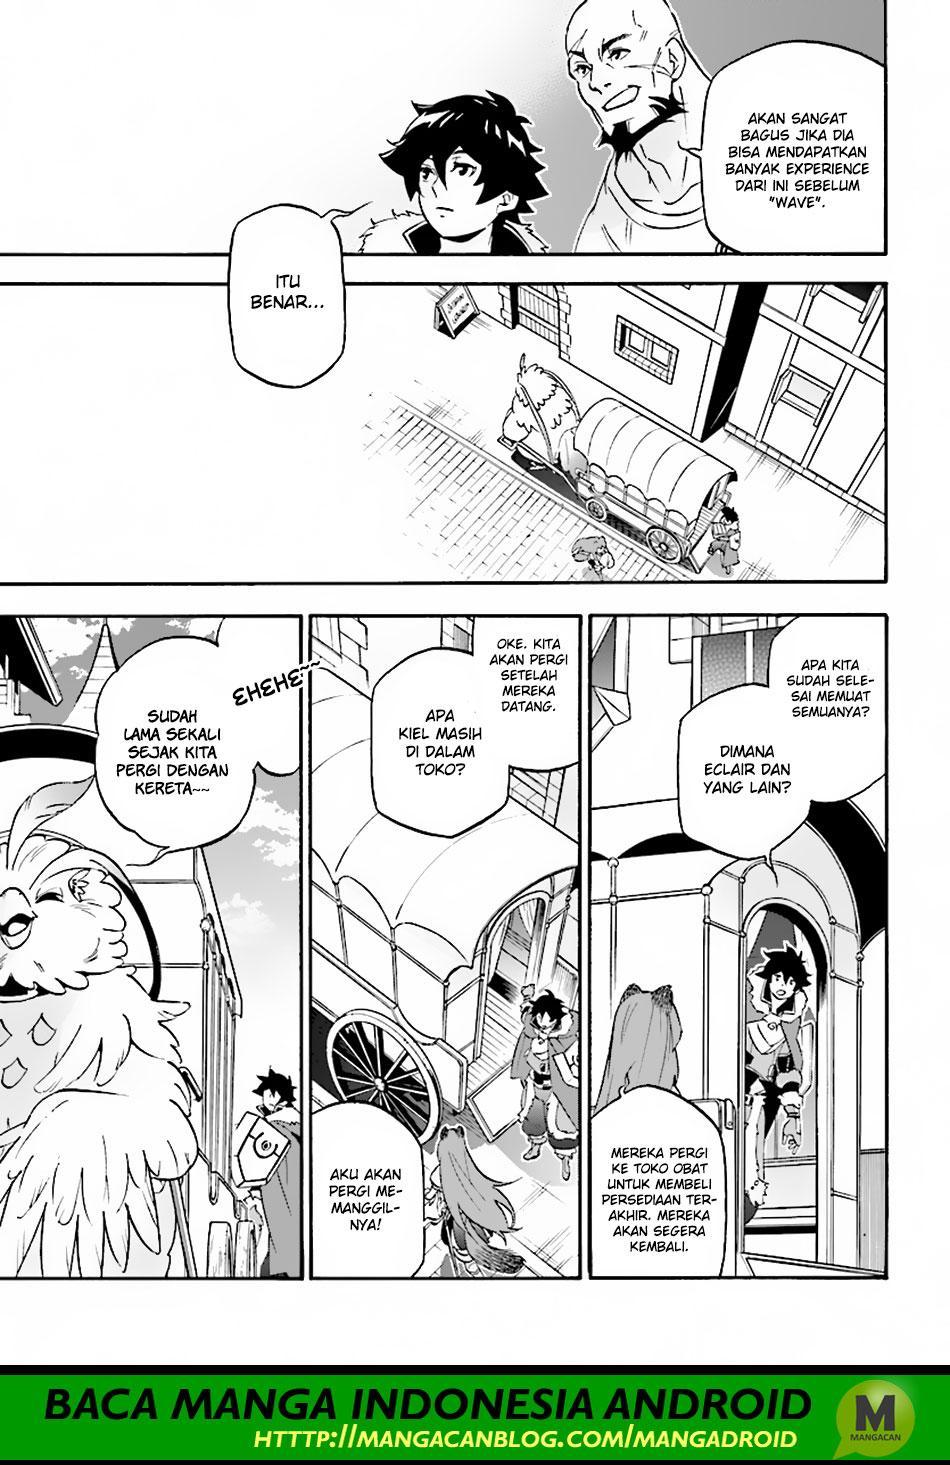 AKAN SANGAT
BAGUS JIKA DIA
BISA MENDAPATKAN
BANYAK EXPERIENCE
DARI INI SEBELUM
"WAVE".
ITU
BENAR...
APA KITA
SUDAH SELE-
SAI MEMUAT
SEMUANYA?
DIMANA
ECLAIR DAN
YANG LAIN?
MEREKA PERGI
KE TOKO OBAT
UNTUK MEMBELI
PERSEDIAAN TER-
AKHIR. MEREKA
AKAN SEGERA
KEMBALI.
OKE. KITA
AKAN PERGI
SETELAH
MEREKA
DATANG.
APA
KIEL MASIH
DI DALAM
TOKO?
AKU AKAN
PERGI ME-
MANGGIL-
NYA!
EHEHE~~
SUDAH
LAMA SEKALI
SEJAK KITA
PERGI DENGAN
KERETA~~
BACA MANGA INDONESIA ANDROID
HTTTP://MANGACANBLOG.COM/MANGADROID
M
MANGACAN